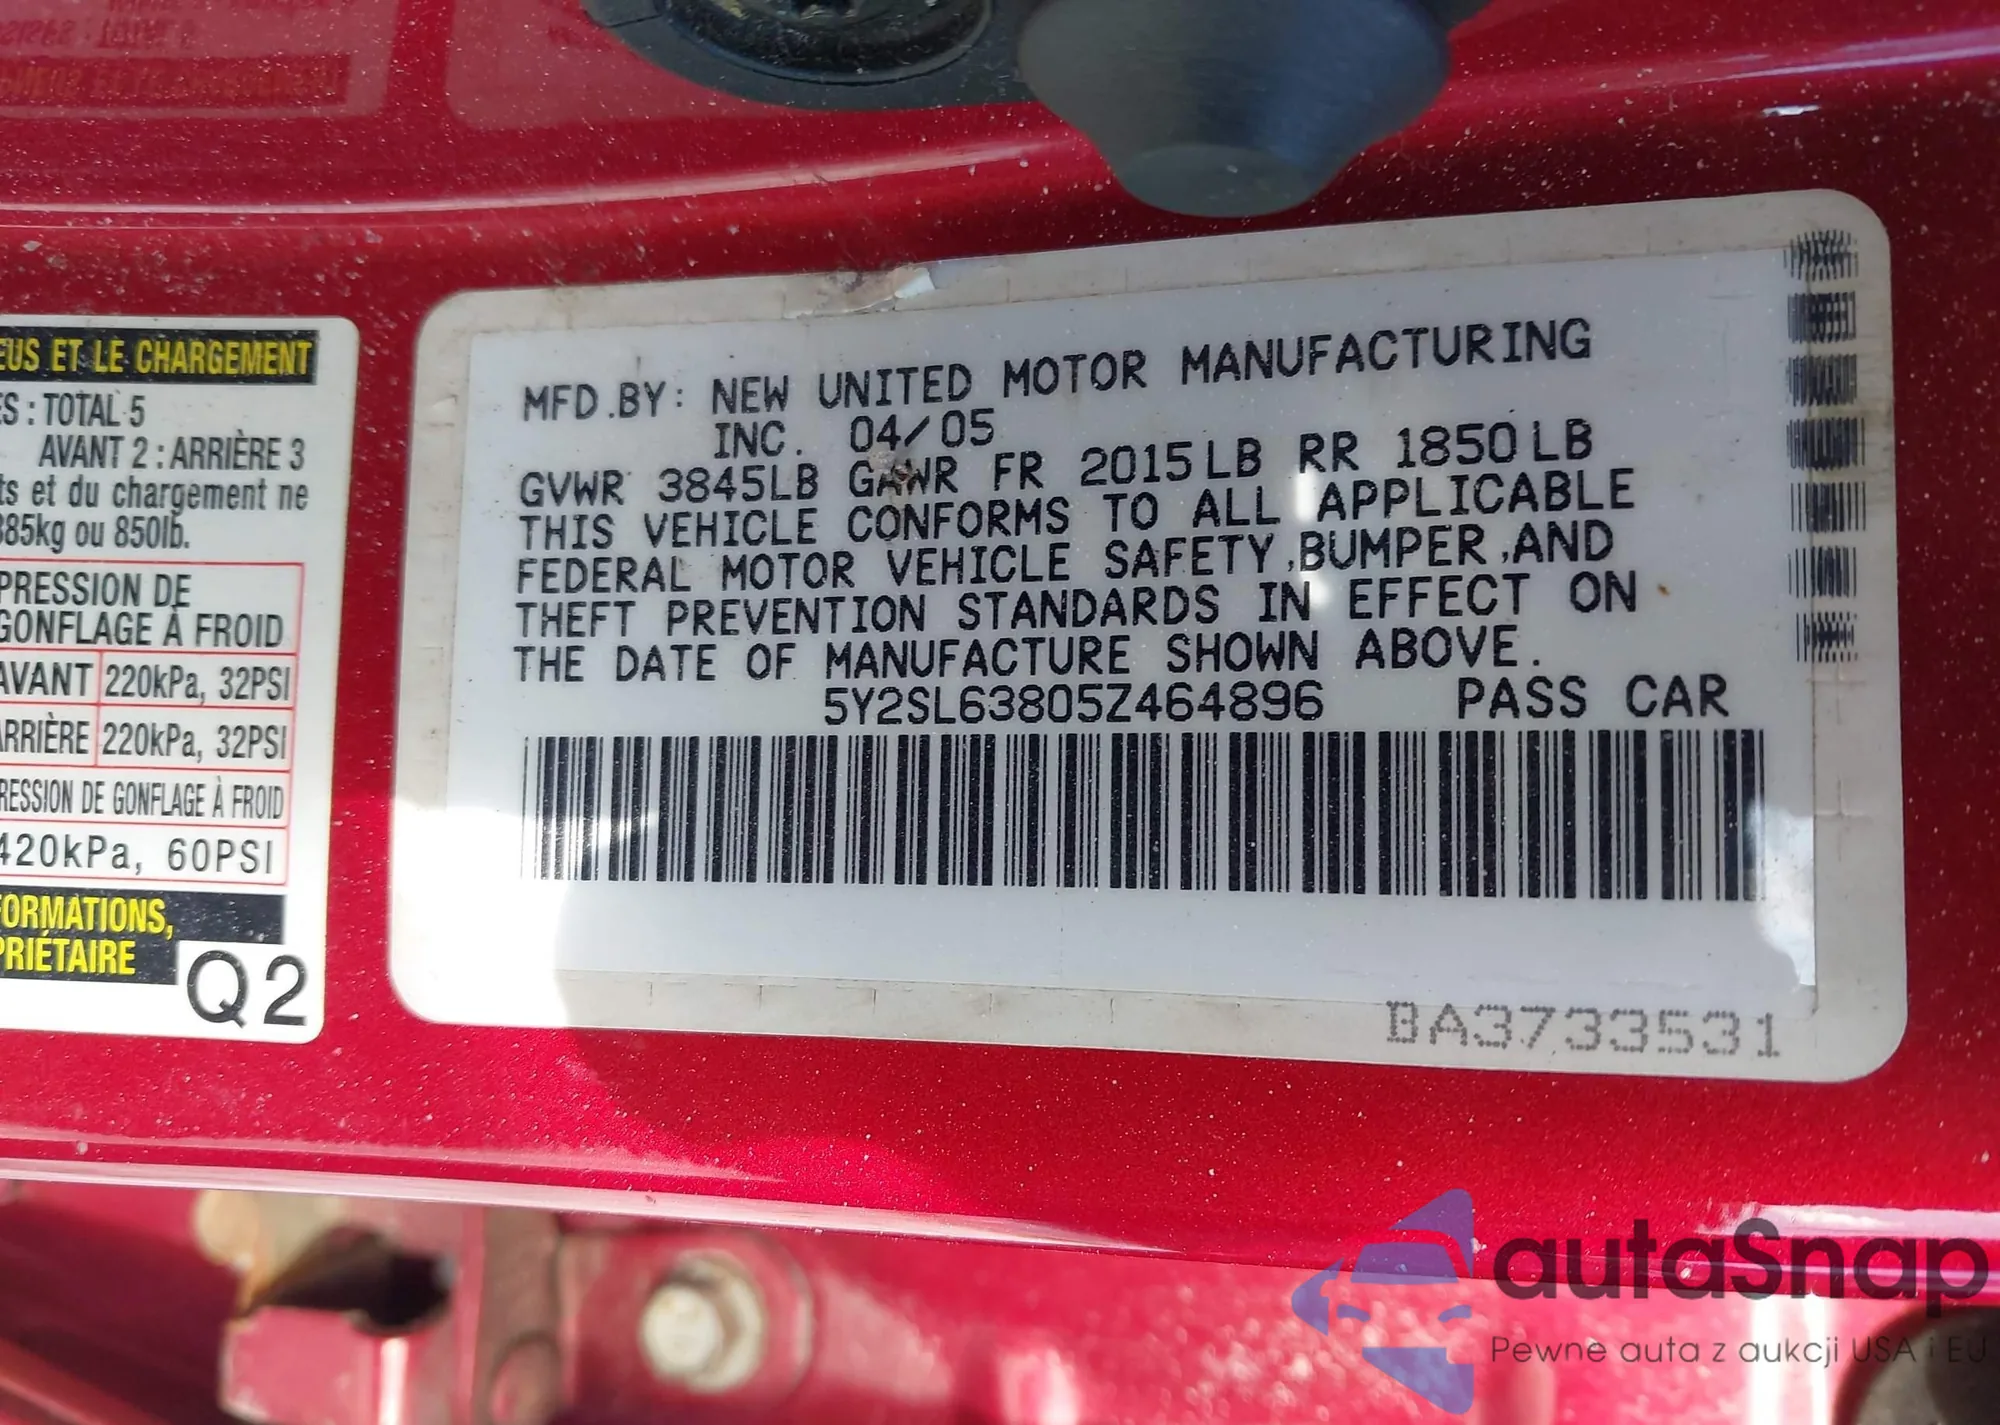 EUS ET LE CHARGEMENT
ES : TOTAL 5
AVANT 2 : ARRIÈRE 3
ts et du chargement ne
385kg ou 850lb.
PRESSION DE
GONFLAGE À FROID
AVANT 220kPa, 32PSI
ARRIÈRE 220kPa, 32PSI
RESSION DE GONFLAGE À FROID
420kPa, 60PSI
FORMATIONS,
PRIÉTAIRE
Q2
MFD.BY: NEW UNITED MOTOR MANUFACTURING
INC. 04/05
GVWR 3845LB GAWR FR 2015LB RR 1850LB
THIS VEHICLE CONFORMS TO ALL APPLICABLE
FEDERAL MOTOR VEHICLE SAFETY,BUMPER,AND
THEFT PREVENTION STANDARDS IN EFFECT ON
THE DATE OF MANUFACTURE SHOWN ABOVE.
5Y2SL63805Z464896 PASS CAR
BA3733531
autaSnap
Pewne auta z aukcji USA i EU